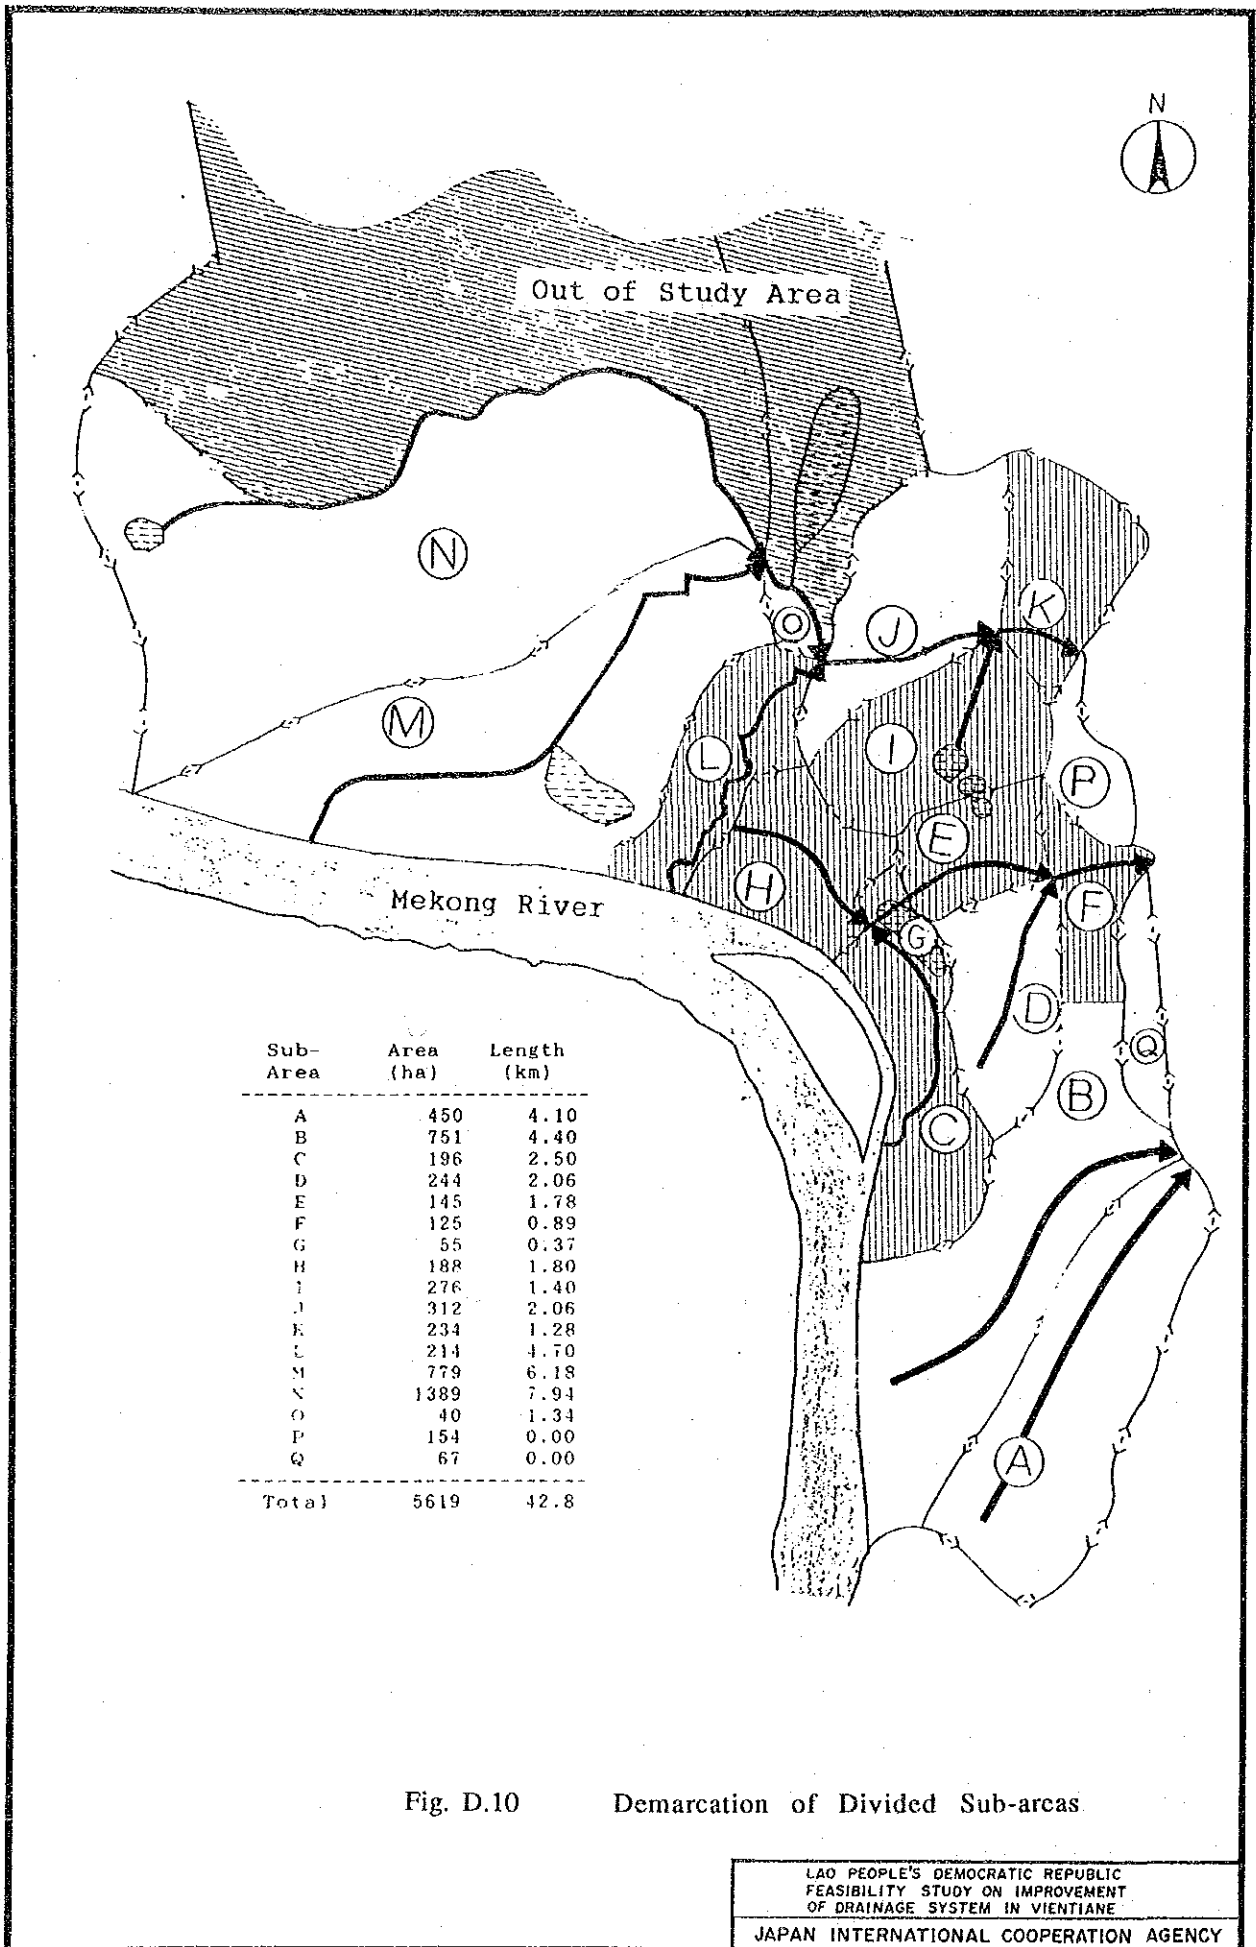 N
Out of Study Area
N
K
O
J
M
L
I
P
E
H
Mekong River
F
G
D
Q
B
C
A
Sub- Area Length
Area (ha) (km)
A 450 4.10
B 751 4.40
C 196 2.50
D 244 2.06
E 145 1.78
F 125 0.89
G 55 0.37
H 188 1.80
I 276 1.40
J 312 2.06
K 234 1.28
L 214 4.70
M 779 6.18
N 1389 7.94
O 40 1.34
P 154 0.00
Q 67 0.00
Total 5619 42.8
Fig. D.10 Demarcation of Divided Sub-areas
LAO PEOPLE'S DEMOCRATIC REPUBLIC
FEASIBILITY STUDY ON IMPROVEMENT
OF DRAINAGE SYSTEM IN VIENTIANE
JAPAN INTERNATIONAL COOPERATION AGENCY